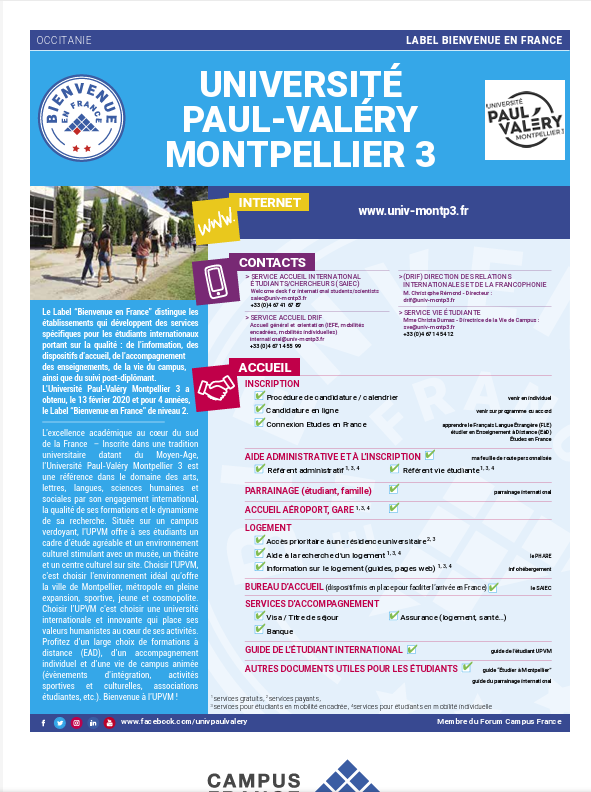 OCCITANIE
LABEL BIENVENUE EN FRANCE
BIENVENUE
EN FRANCE
UNIVERSITÉ
PAUL-VALÉRY
MONTPELLIER 3
UNIVERSITÉ
PAUL
VALÉRY
MONTPELLIER 3
www.
INTERNET
www.univ-montp3.fr
CONTACTS
> SERVICE ACCUEIL INTERNATIONAL
ÉTUDIANTS/CHERCHEURS (SAIEC)
Welcome desk for international students/scientists
saiec@univ-montp3.fr
+33 (0)4 67 41 67 87
> SERVICE ACCUEIL DRIF
Accueil général et orientation (IEFE, mobilités
encadrées, mobilités individuelles)
international@univ-montp3.fr
+33 (0)4 67 14 55 99
> (DRIF) DIRECTION DES RELATIONS
INTERNATIONALES ET DE LA FRANCOPHONIE
M. Christophe Rémond - Directeur :
drif@univ-montp3.fr
> SERVICE VIE ÉTUDIANTE
Mme Christa Dumas - Directrice de la Vie de Campus :
sve@univ-montp3.fr
+33 (0)4 67 14 54 12
Le Label "Bienvenue en France" distingue les
établissements qui développent des services
spécifiques pour les étudiants internationaux
portant sur la qualité : de l'information, des
dispositifs d'accueil, de l'accompagnement
des enseignements, de la vie du campus,
ainsi que du suivi post-diplômant.
L'Université Paul-Valéry Montpellier 3 a
obtenu, le 13 février 2020 et pour 4 années,
le Label "Bienvenue en France" de niveau 2.
L'excellence académique au cœur du sud
de la France – Inscrite dans une tradition
universitaire datant du Moyen-Age,
l'Université Paul-Valéry Montpellier 3 est
une référence dans le domaine des arts,
lettres, langues, sciences humaines et
sociales par son engagement international,
la qualité de ses formations et le dynamisme
de sa recherche. Située sur un campus
verdoyant, l'UPVM offre à ses étudiants un
cadre d'étude agréable et un environnement
culturel stimulant avec un musée, un théâtre
et un centre culturel sur site. Choisir l'UPVM,
c'est choisir l'environnement idéal qu'offre
la ville de Montpellier, métropole en pleine
expansion, sportive, jeune et cosmopolite.
Choisir l'UPVM c'est choisir une université
internationale et innovante qui place ses
valeurs humanistes au cœur de ses activités.
Profitez d'un large choix de formations à
distance (EAD), d'un accompagnement
individuel et d'une vie de campus animée
(évènements d'intégration, activités
sportives et culturelles, associations
étudiantes, etc.). Bienvenue à l'UPVM !
ACCUEIL
INSCRIPTION
Procédure de candidature / calendrier
venir en individuel
Candidature en ligne
venir sur programme ou accord
Connexion Etudes en France
apprendre le Français Langue Étrangère (FLE)
étudier en Enseignement à Distance (EàD)
Études en France
AIDE ADMINISTRATIVE ET À L'INSCRIPTION
ma feuille de route personnalisée
Référent administratif 1, 3, 4
Référent vie étudiante 1, 3, 4
PARRAINAGE (étudiant, famille)
parrainage international
ACCUEIL AÉROPORT, GARE 1, 3, 4
LOGEMENT
Accès prioritaire à une résidence universitaire 2, 3
Aide à la recherche d'un logement 1, 3, 4
le PHARE
Information sur le logement (guides, pages web) 1, 3, 4
info hébergement
BUREAU D'ACCUEIL (dispositif mis en place pour faciliter l'arrivée en France)
le SAIEC
SERVICES D'ACCOMPAGNEMENT
Visa / Titre de séjour
Assurance (logement, santé...)
Banque
GUIDE DE L'ÉTUDIANT INTERNATIONAL
guide de l'étudiant UPVM
AUTRES DOCUMENTS UTILES POUR LES ÉTUDIANTS
guide "Étudier à Montpellier"
guide du parrainage international
1services gratuits, 2services payants,
3services pour étudiants en mobilité encadrée, 4services pour étudiants en mobilité individuelle
www.facebook.com/univpaulvalery
Membre du Forum Campus France
CAMPUS
FRANCE